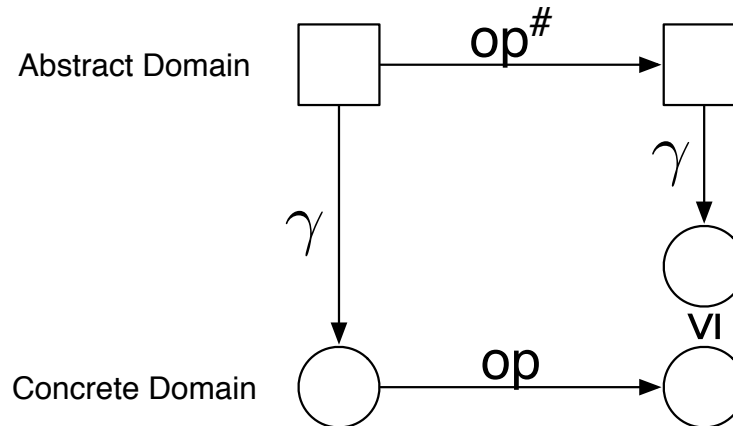 op#
Abstract Domain
γ
γ
VI
op
Concrete Domain